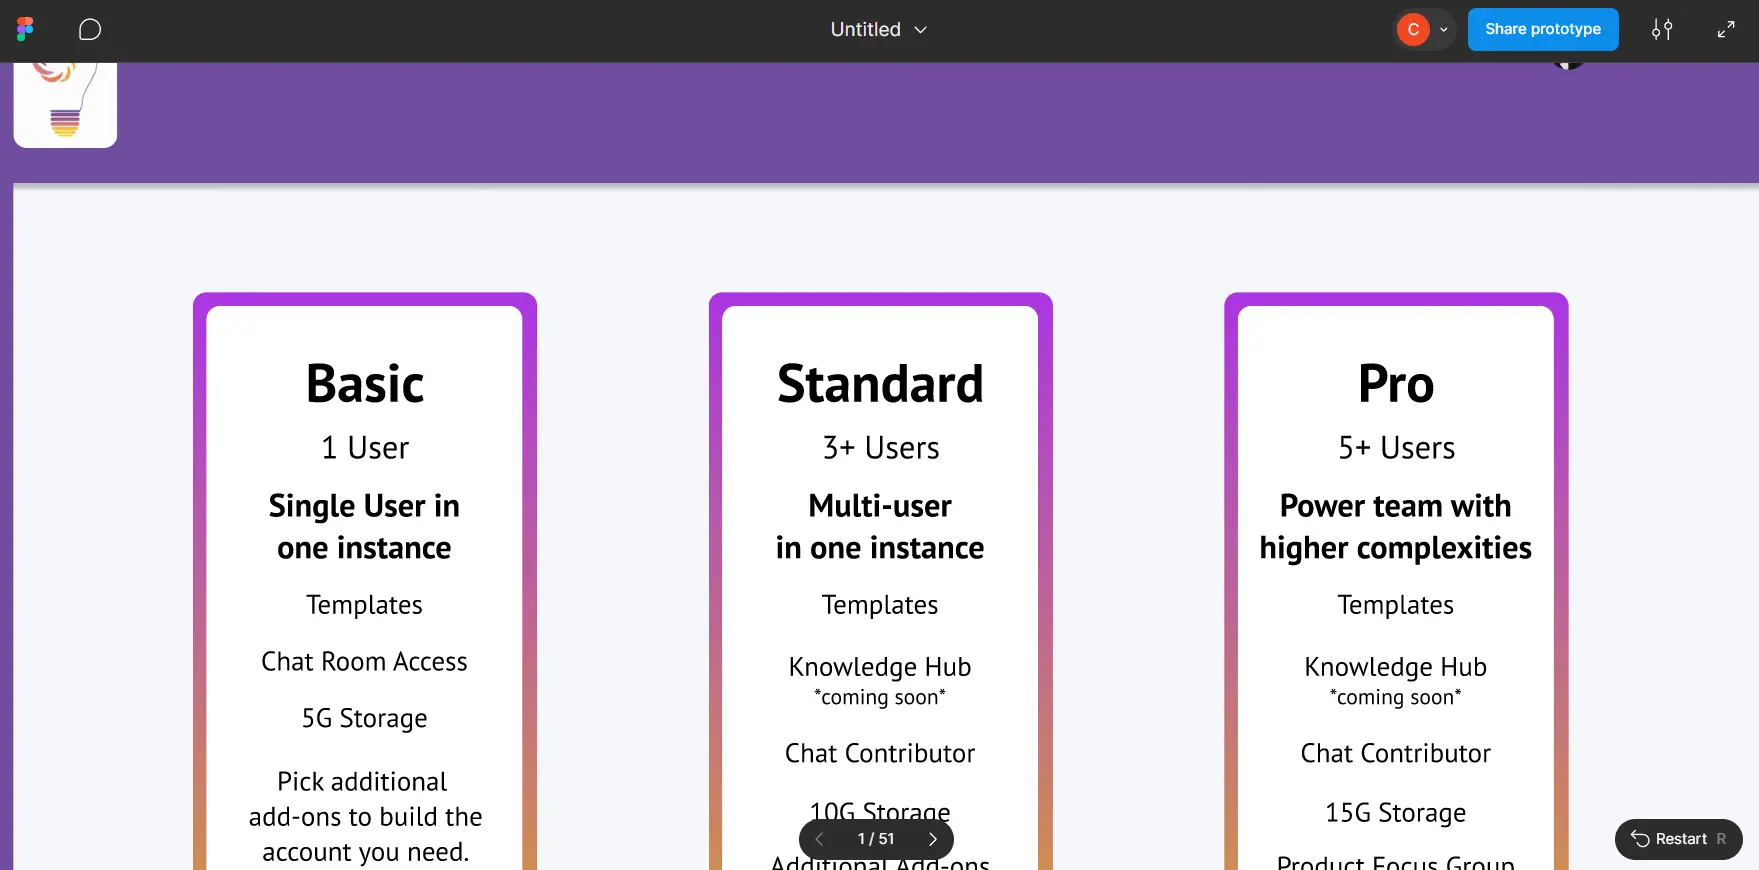 Untitled
C
Share prototype
Basic
1 User
Single User in
one instance
Templates
Chat Room Access
5G Storage
Pick additional
add-ons to build the
account you need.
Standard
3+ Users
Multi-user
in one instance
Templates
Knowledge Hub
*coming soon*
Chat Contributor
10G Storage
Additional Add-ons
Pro
5+ Users
Power team with
higher complexities
Templates
Knowledge Hub
*coming soon*
Chat Contributor
15G Storage
Product Focus Group
1 / 51
Restart R